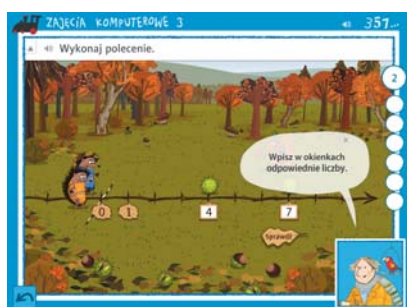 ZAJĘCIA KOMPUTEROWE 3
357...
Wykonaj polecenie.
2
Wpisz w okienkach
odpowiednie liczby.
0 1 4 7
Sprawdź